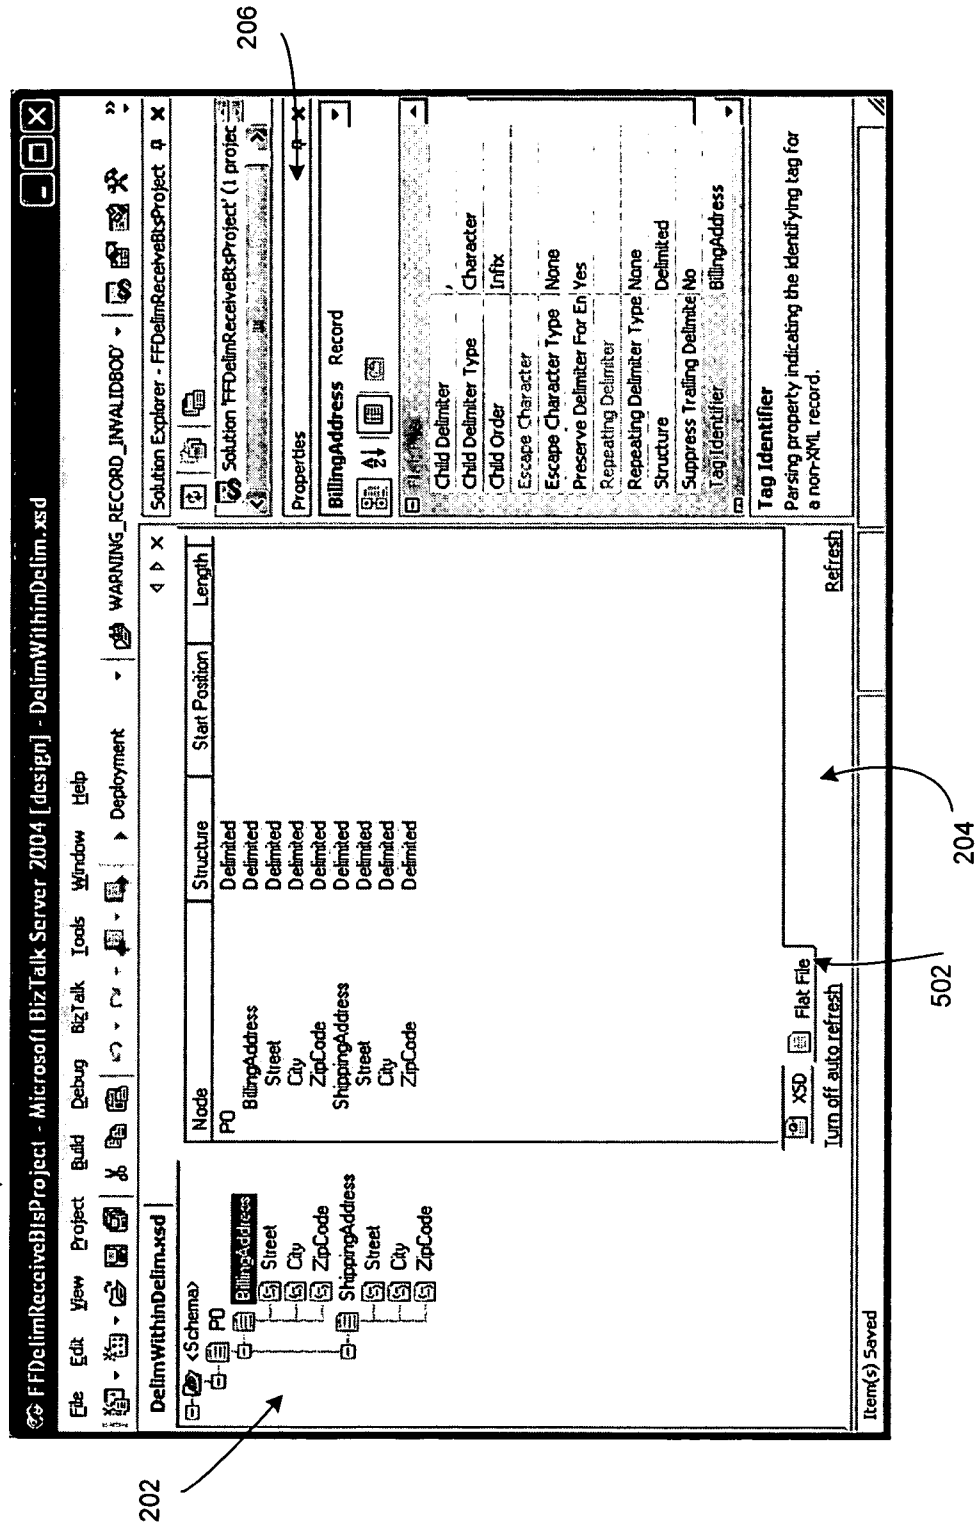 FFDelimReceiveBtsProject - Microsoft BizTalk Server 2004 [design] - DelimWithinDelim.xsd
File Edit View Project Build Debug BizTalk Tools Window Help
Deployment WARNING_RECORD_INVALIDBOD'
DelimWithinDelim.xsd
<Schema>
PO
BillingAddress
Street
City
ZipCode
ShippingAddress
Street
City
ZipCode
202
Node Structure Start Position Length
PO Delimited
BillingAddress Delimited
Street Delimited
City Delimited
ZipCode Delimited
ShippingAddress Delimited
Street Delimited
City Delimited
ZipCode Delimited
XSD Flat File
Turn off auto refresh Refresh
502
204
Solution Explorer - FFDelimReceiveBtsProject
Solution 'FFDelimReceiveBtsProject' (1 projec
Properties
206
BillingAddress Record
Child Delimiter ,
Child Delimiter Type Character
Child Order Infix
Escape Character
Escape Character Type None
Preserve Delimiter For En Yes
Repeating Delimiter
Repeating Delimiter Type None
Structure Delimited
Suppress Trailing Delimite No
Tag Identifier BillingAddress
Tag Identifier
Parsing property indicating the identifying tag for
a non-XML record.
Item(s) Saved